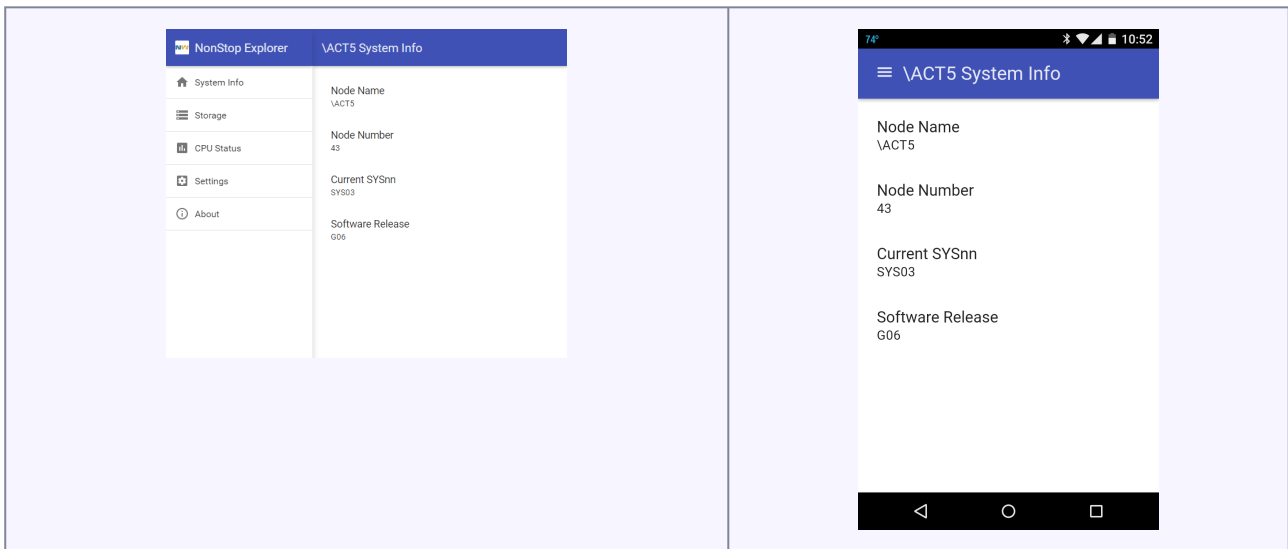 NonStop Explorer
System Info
Storage
CPU Status
Settings
About
\ACT5 System Info
Node Name
\ACT5
Node Number
43
Current SYSnn
SYS03
Software Release
G06
74°
10:52
\ACT5 System Info
Node Name
\ACT5
Node Number
43
Current SYSnn
SYS03
Software Release
G06